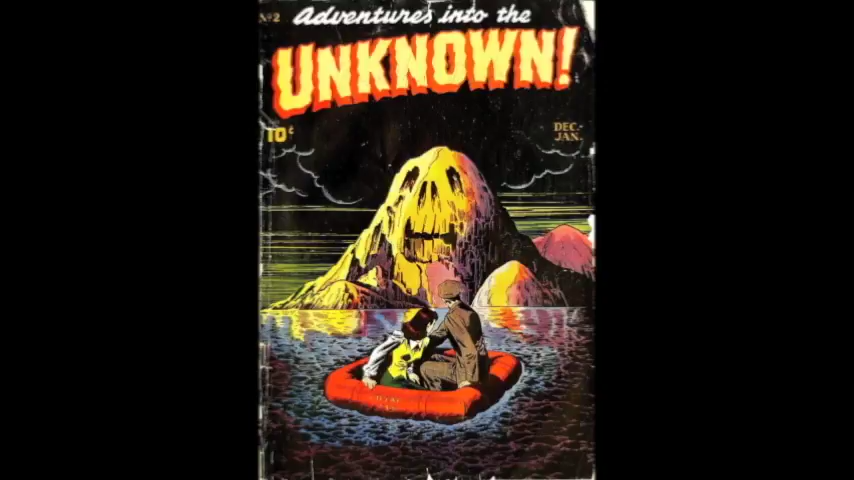 Nº2
Adventures into the
UNKNOWN!
10¢
DEC.-
JAN.